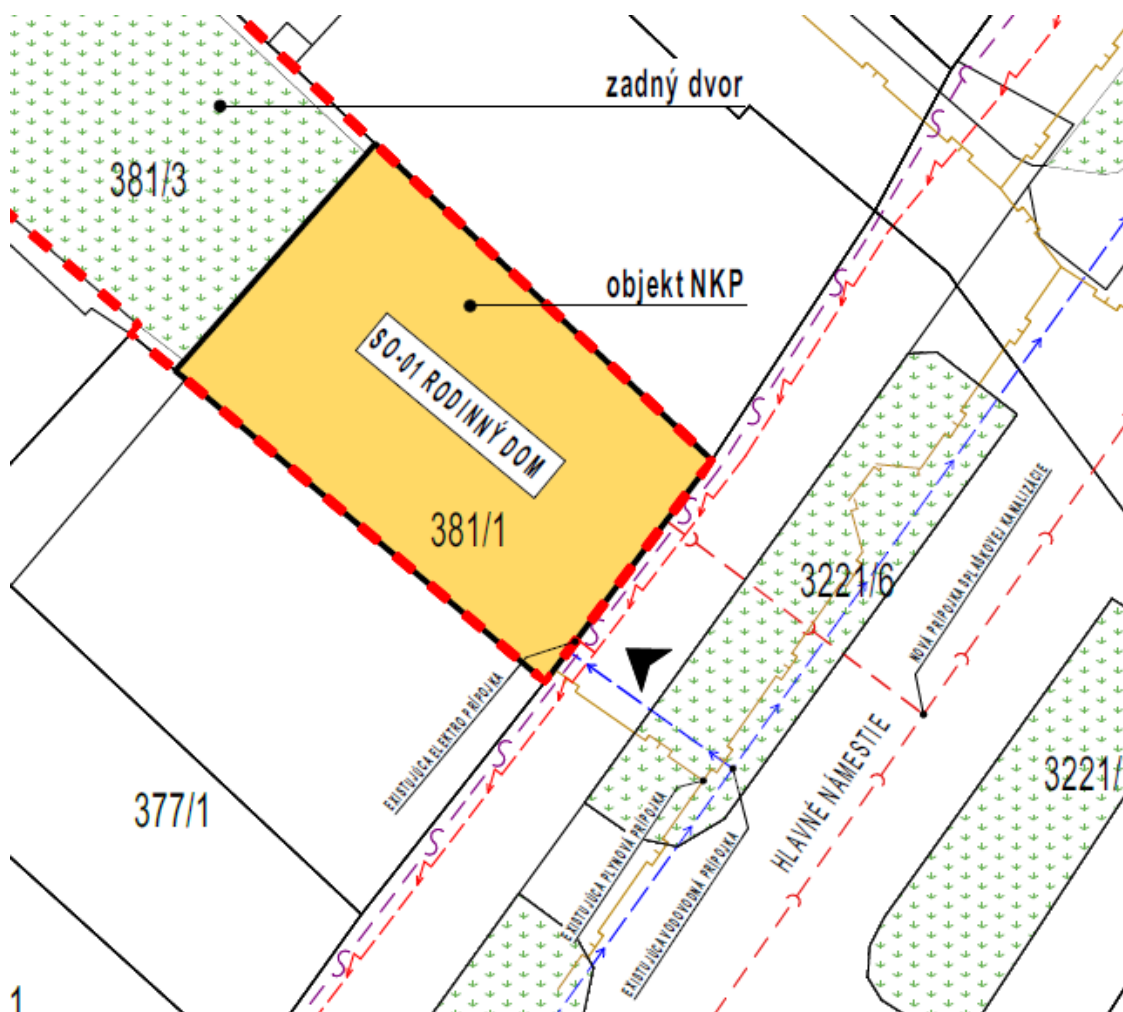 zadný dvor
381/3
objekt NKP
SO-01 RODINNÝ DOM
381/1
3221/6
NOVÁ PRÍPOJKA SPLAŠKOVEJ KANALIZÁCIE
EXISTUJÚCA ELEKTRO PRÍPOJKA
377/1
HLAVNÉ NÁMESTIE
3221/
EXISTUJÚCA PLYNOVÁ PRÍPOJKA
EXISTUJÚCA VODOVODNÁ PRÍPOJKA
1